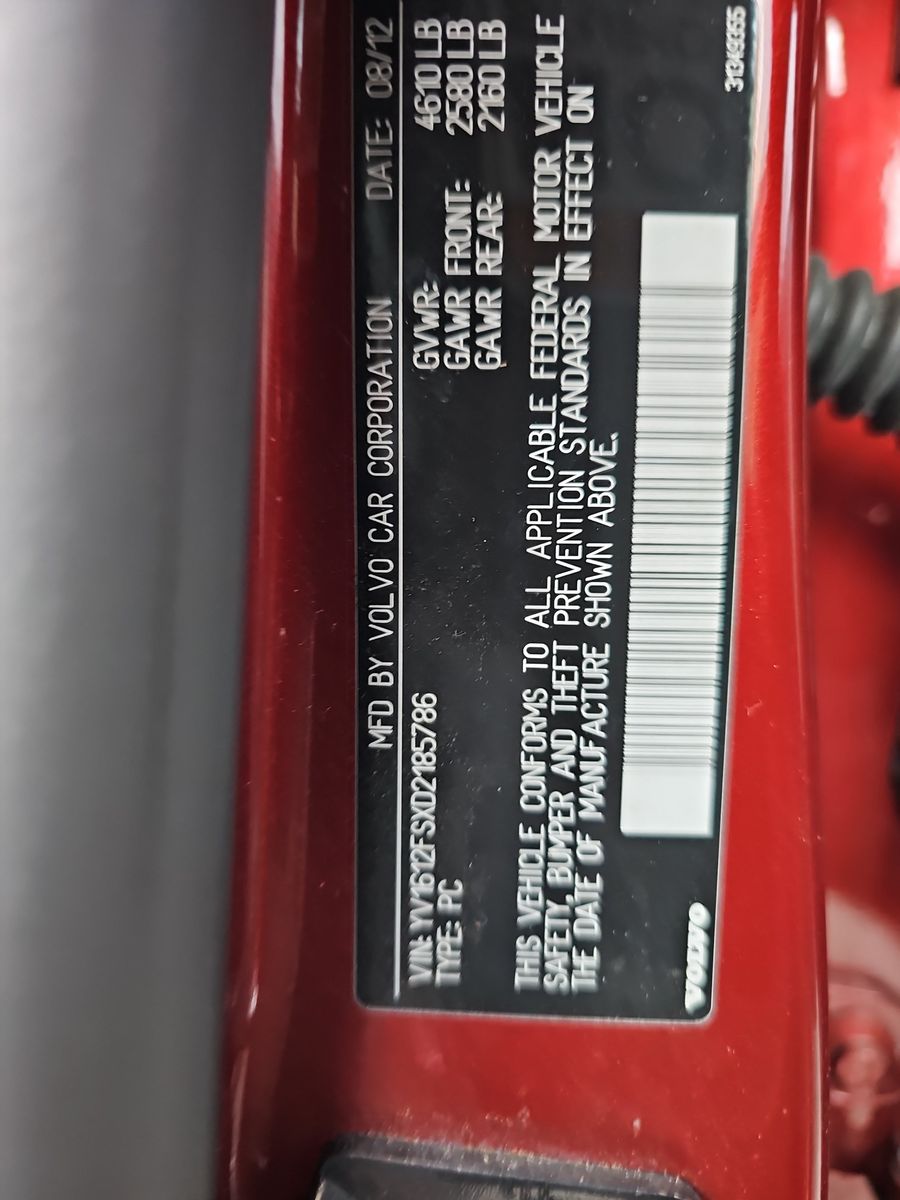 MFD BY VOLVO CAR CORPORATION DATE: 08/12
VIN: YV1612FSXD2185786 GVWR: 4610 LB
TYPE: PC GAWR FRONT: 2580 LB
GAWR REAR: 2160 LB
THIS VEHICLE CONFORMS TO ALL APPLICABLE FEDERAL MOTOR VEHICLE
SAFETY, BUMPER AND THEFT PREVENTION STANDARDS IN EFFECT ON
THE DATE OF MANUFACTURE SHOWN ABOVE.
VOLVO 31349355